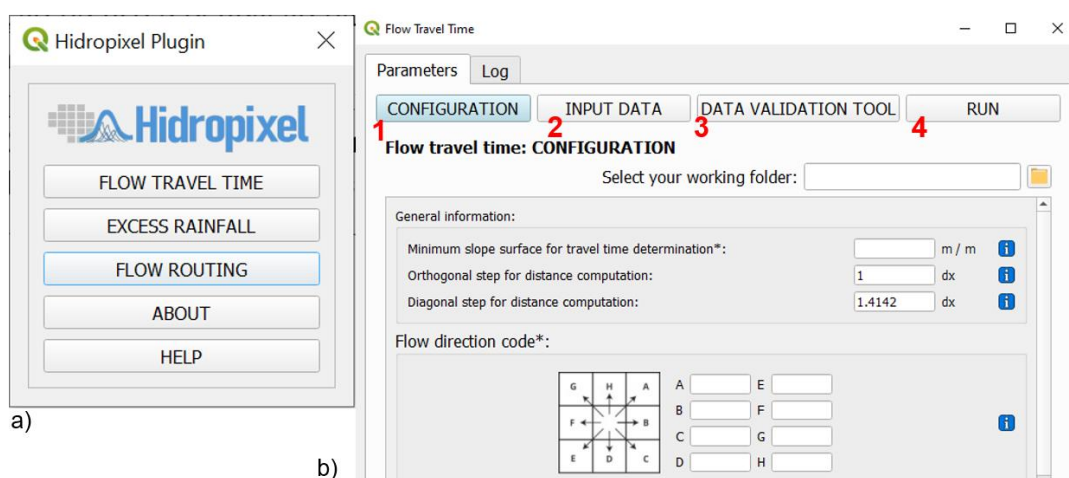 Hidropixel Plugin
Hidropixel
FLOW TRAVEL TIME
EXCESS RAINFALL
FLOW ROUTING
ABOUT
HELP
a)
Flow Travel Time
Parameters Log
CONFIGURATION INPUT DATA DATA VALIDATION TOOL RUN
1 2 3 4
Flow travel time: CONFIGURATION
Select your working folder:
General information:
Minimum slope surface for travel time determination*: m / m
Orthogonal step for distance computation: 1 dx
Diagonal step for distance computation: 1.4142 dx
Flow direction code*:
G H A
F B
E D C
A E
B F
C G
D H
b)